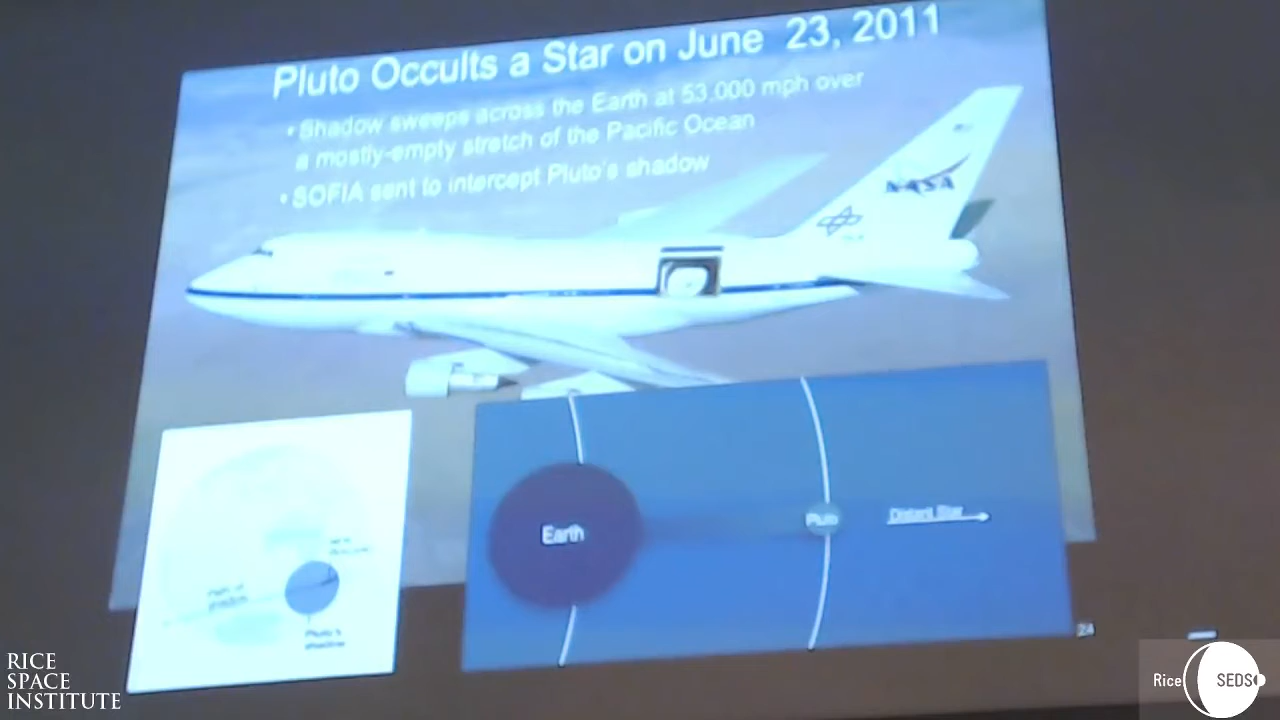 Pluto Occults a Star on June 23, 2011
• Shadow sweeps across the Earth at 53,000 mph over
a mostly-empty stretch of the Pacific Ocean
• SOFIA sent to intercept Pluto's shadow
NASA
Earth
Pluto
Distant Star
Pluto's
shadow
24
RICE
SPACE
INSTITUTE
Rice SEDS